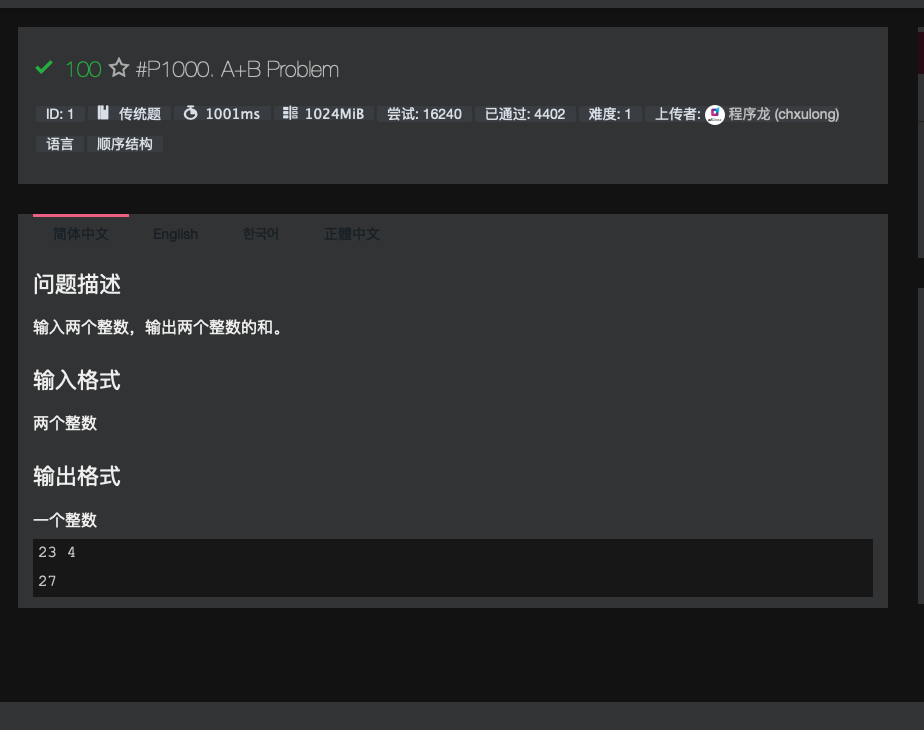 100 #P1000. A+B Problem
ID: 1 传统题 1001ms 1024MiB 尝试: 16240 已通过: 4402 难度: 1 上传者: 程序龙 (chxulong)
语言 顺序结构
简体中文 English 한국어 正體中文
问题描述
输入两个整数，输出两个整数的和。
输入格式
两个整数
输出格式
一个整数
23 4
27